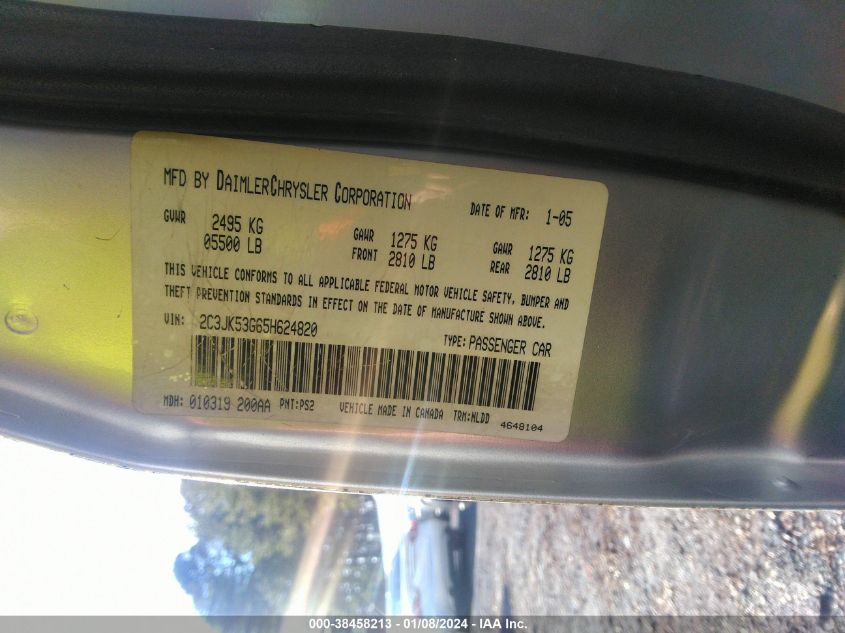 MFD BY DAIMLERCHRYSLER CORPORATION DATE OF MFR: 1-05
GVWR 2495 KG 05500 LB GAWR FRONT 1275 KG 2810 LB GAWR REAR 1275 KG 2810 LB
THIS VEHICLE CONFORMS TO ALL APPLICABLE FEDERAL MOTOR VEHICLE SAFETY, BUMPER AND
THEFT PREVENTION STANDARDS IN EFFECT ON THE DATE OF MANUFACTURE SHOWN ABOVE.
VIN: 2C3JK53G65H624820 TYPE: PASSENGER CAR
MDH: 010319 200AA PNT: PS2 VEHICLE MADE IN CANADA TRM: NLDD 4648104
000-38458213 - 01/08/2024 - IAA Inc.